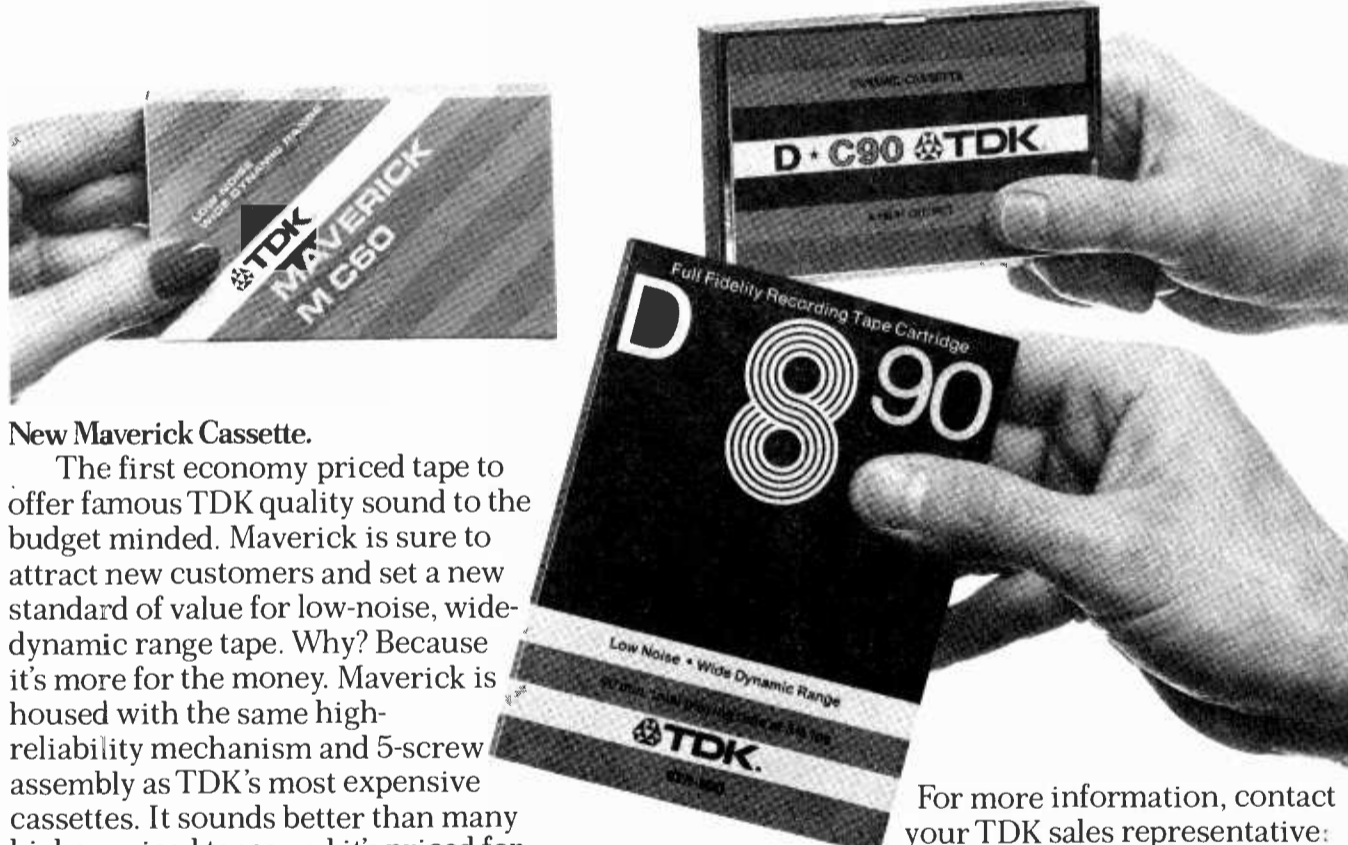 LOW NOISE
WIDE DYNAMIC RANGE
TDK
MAVERICK
M C60
DYNAMIC CASSETTE
D • C90 TDK
Full Fidelity Recording Tape Cartridge
D
8 90
Low Noise • Wide Dynamic Range
TDK.
New Maverick Cassette.
The first economy priced tape to
offer famous TDK quality sound to the
budget minded. Maverick is sure to
attract new customers and set a new
standard of value for low-noise, wide-
dynamic range tape. Why? Because
it's more for the money. Maverick is
housed with the same high-
reliability mechanism and 5-screw
assembly as TDK's most expensive
cassettes. It sounds better than many
For more information, contact
your TDK sales representative: